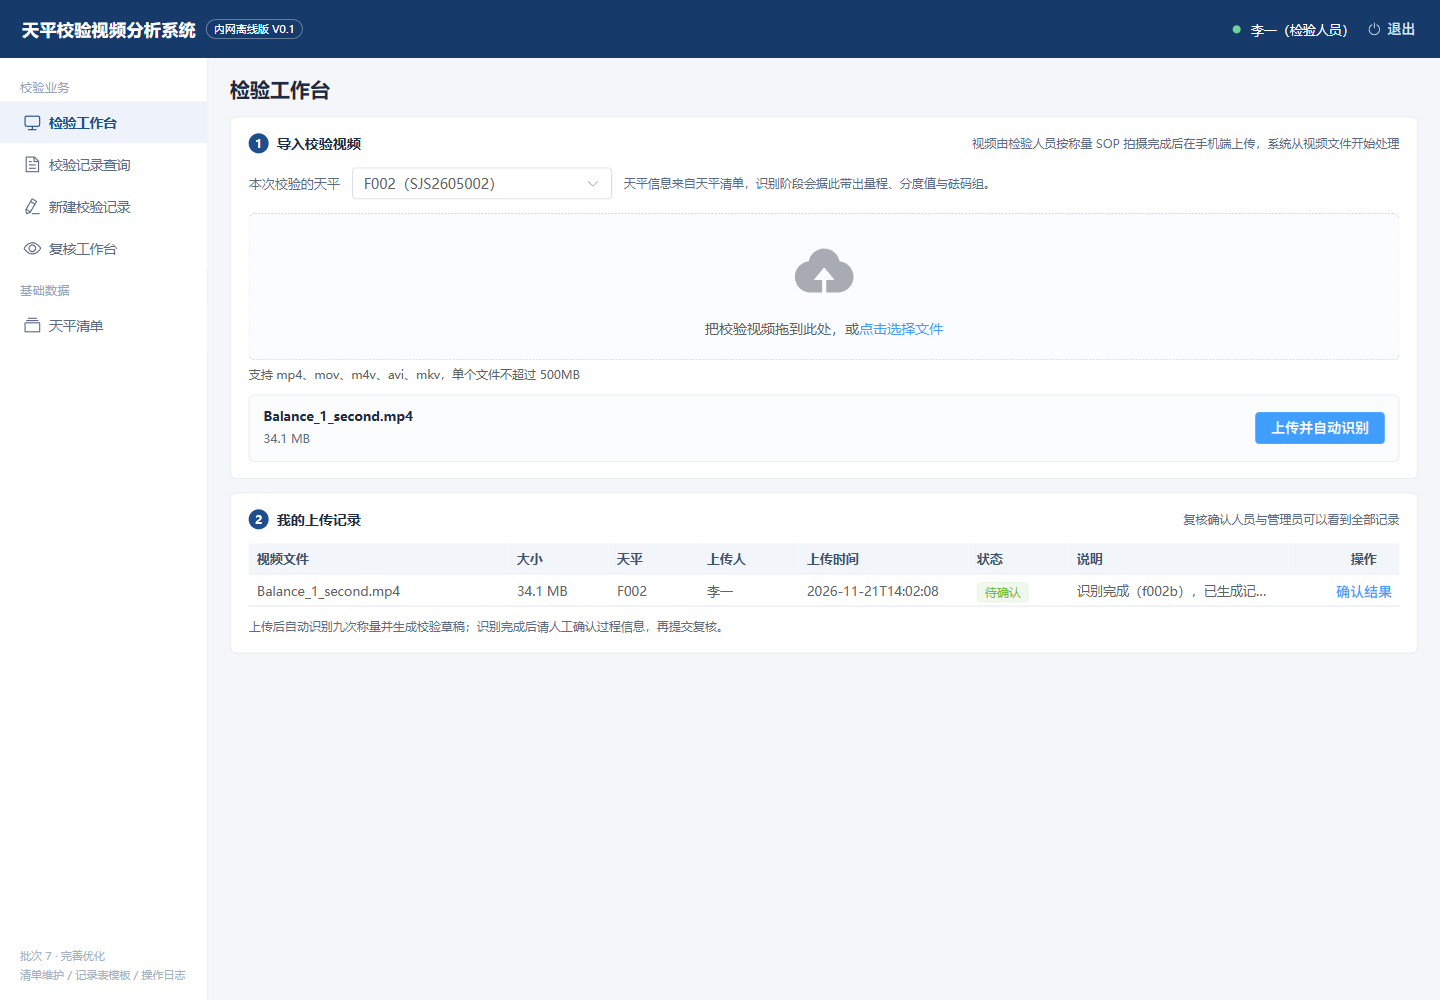 天平校验视频分析系统 内网离线版 V0.1
李一（检验人员） 退出
校验业务
检验工作台
校验记录查询
新建校验记录
复核工作台
基础数据
天平清单
批次 7 · 完善优化
清单维护 / 记录表模板 / 操作日志
检验工作台
1 导入校验视频 视频由检验人员按称量 SOP 拍摄完成后在手机端上传，系统从视频文件开始处理
本次校验的天平 F002（SJS2605002） 天平信息来自天平清单，识别阶段会据此带出量程、分度值与砝码组。
把校验视频拖到此处，或点击选择文件
支持 mp4、mov、m4v、avi、mkv，单个文件不超过 500MB
Balance_1_second.mp4
34.1 MB
上传并自动识别
2 我的上传记录 复核确认人员与管理员可以看到全部记录
视频文件 大小 天平 上传人 上传时间 状态 说明 操作
Balance_1_second.mp4 34.1 MB F002 李一 2026-11-21T14:02:08 待确认 识别完成（f002b），已生成记... 确认结果
上传后自动识别九次称量并生成校验草稿；识别完成后请人工确认过程信息，再提交复核。